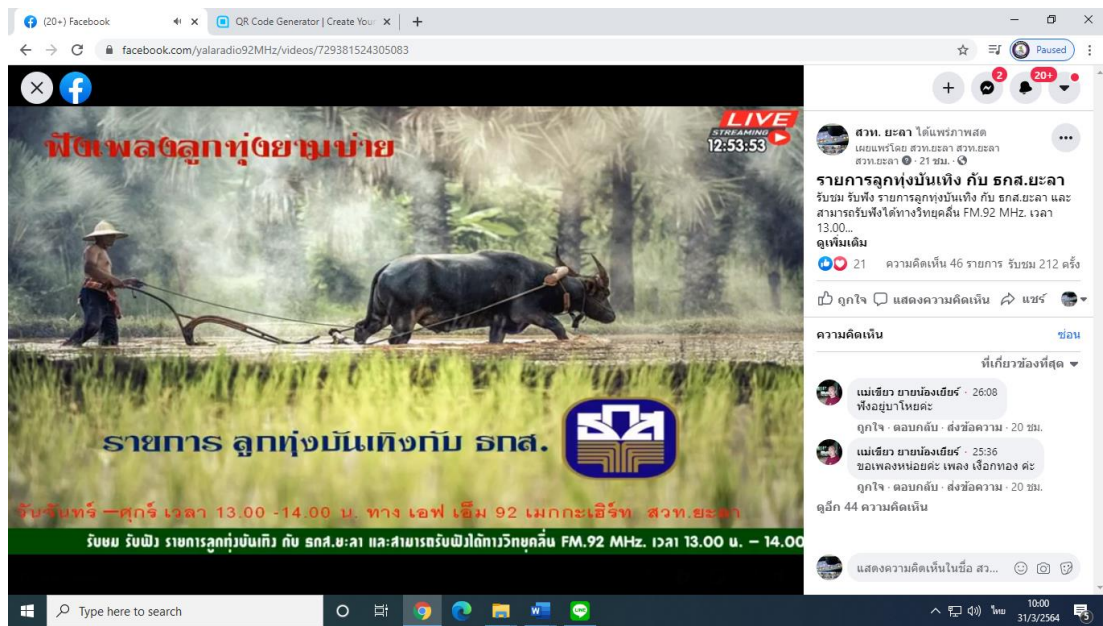 (20+) Facebook
QR Code Generator | Create Your
facebook.com/yalaradio92MHz/videos/729381524305083
Paused
2
20+
ฟังเพลงลูกทุ่งยามบ่าย
LIVE
STREAMING
12:53:53
รายการ ลูกทุ่งบันเทิงกับ ธกส.
รับจันทร์ –ศุกร์ เวลา 13.00 -14.00 น. ทาง เอฟ เอ็ม 92 เมกกะเฮิร์ท สวท.ยะลา
รับชม รับฟัง รายการลูกทุ่งบันเทิง กับ ธกส.ยะลา และสามารถรับฟังได้ทางวิทยุคลื่น FM.92 MHz. เวลา 13.00 น. – 14.00
สวท. ยะลา ได้แพร่ภาพสด
เผยแพร่โดย สวท.ยะลา สวท.ยะลา
สวท.ยะลา · 21 ชม. ·
รายการลูกทุ่งบันเทิง กับ ธกส.ยะลา
รับชม รับฟัง รายการลูกทุ่งบันเทิง กับ ธกส.ยะลา และ
สามารถรับฟังได้ทางวิทยุคลื่น FM.92 MHz. เวลา
13.00...
ดูเพิ่มเติม
21 ความคิดเห็น 46 รายการ รับชม 212 ครั้ง
ถูกใจ แสดงความคิดเห็น แชร์
ความคิดเห็น ซ่อน
ที่เกี่ยวข้องที่สุด
แม่เขียว ยายน้องเยียร์ · 26:08
ฟังอยู่บาโหยค่ะ
ถูกใจ · ตอบกลับ · ส่งข้อความ · 20 ชม.
แม่เขียว ยายน้องเยียร์ · 25:36
ขอเพลงหน่อยค่ะ เพลง เงือกทอง ค่ะ
ถูกใจ · ตอบกลับ · ส่งข้อความ · 20 ชม.
ดูอีก 44 ความคิดเห็น
แสดงความคิดเห็นในชื่อ สว...
Type here to search
ไทย
10:00
31/3/2564
5